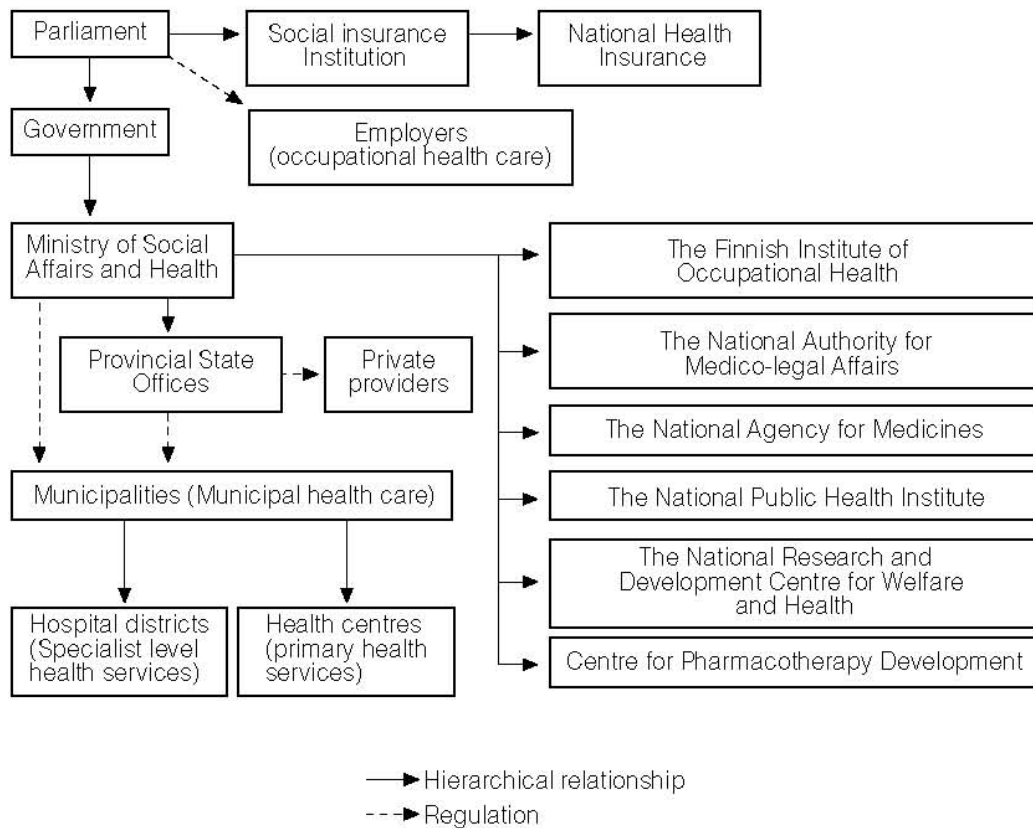 Parliament
Social insurance
Institution
National Health
Insurance
Government
Employers
(occupational health care)
Ministry of Social
Affairs and Health
The Finnish Institute of
Occupational Health
Provincial State
Offices
Private
providers
The National Authority for
Medico-legal Affairs
The National Agency for Medicines
Municipalities (Municipal health care)
The National Public Health Institute
The National Research and
Development Centre for Welfare
and Health
Hospital districts
(Specialist level
health services)
Health centres
(primary health
services)
Centre for Pharmacotherapy Development
Hierarchical relationship
Regulation